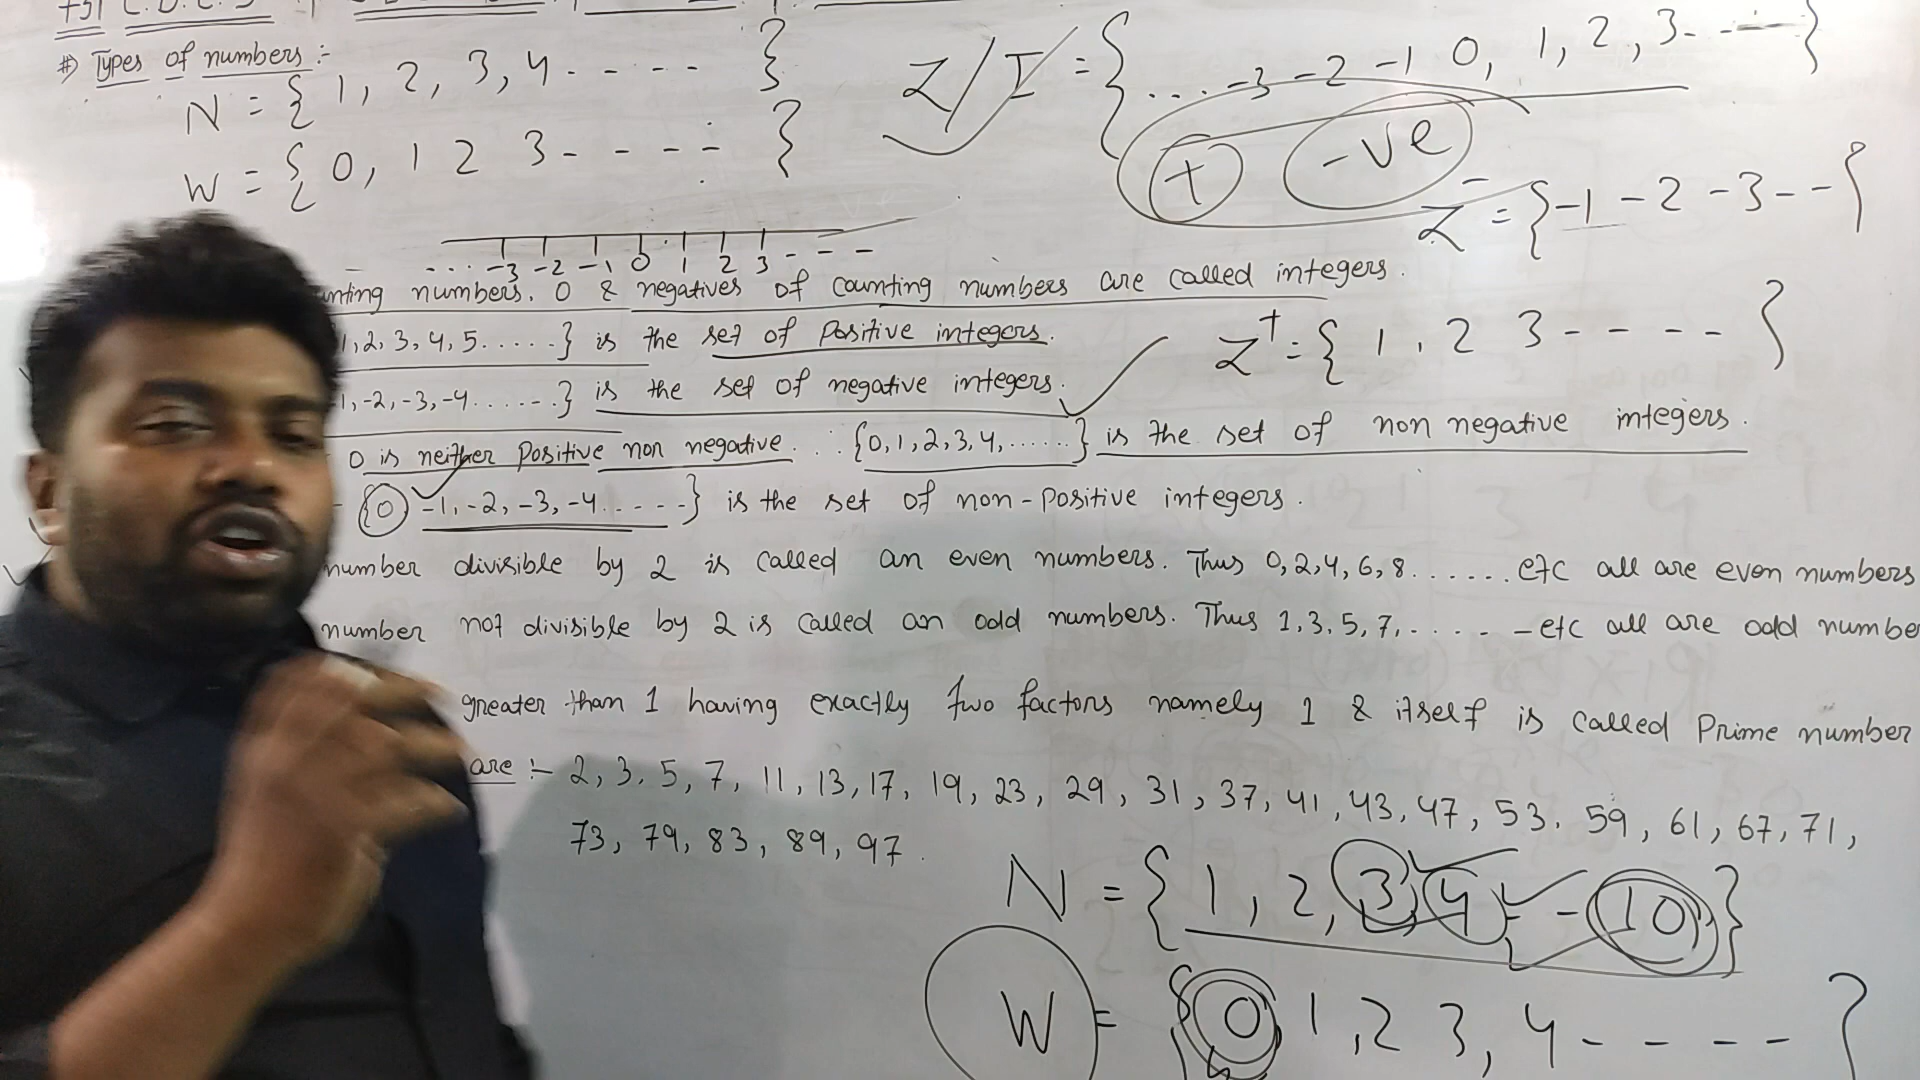 #) Types of numbers :-
N = { 1, 2, 3, 4 - - - - }
W = { 0, 1 2 3 - - - - - }
Z/I = { .... -3 -2 -1 0, 1, 2, 3- - - }
+ -ve
Z⁻ = { -1 -2 -3 - - {
.... -3 -2 -1 0 1 2 3 - - - -
numbers. 0 & negatives of counting numbers are called integers.
1, 2, 3, 4, 5.....} is the set of positive integers.
Z⁺ = { 1, 2 3 - - - - - }
1, -2, -3, -4.......} is the set of negative integers.
0 is neither positive nor negative. ∴ {0, 1, 2, 3, 4, ......} is the set of non negative integers.
{0 -1, -2, -3, -4.....} is the set of non-positive integers.
number divisible by 2 is called an even numbers. Thus 0, 2, 4, 6, 8....... etc all are even numbers
number not divisible by 2 is called an odd numbers. Thus 1, 3, 5, 7, ..... - etc all are odd numbe
greater than 1 having exactly two factors namely 1 & itself is called Prime number
are :- 2, 3, 5, 7, 11, 13, 17, 19, 23, 29, 31, 37, 41, 43, 47, 53, 59, 61, 67, 71,
73, 79, 83, 89, 97.
N = { 1, 2, 3, 4, - - 10 }
W = { 0 1, 2 3, 4 - - - - - }